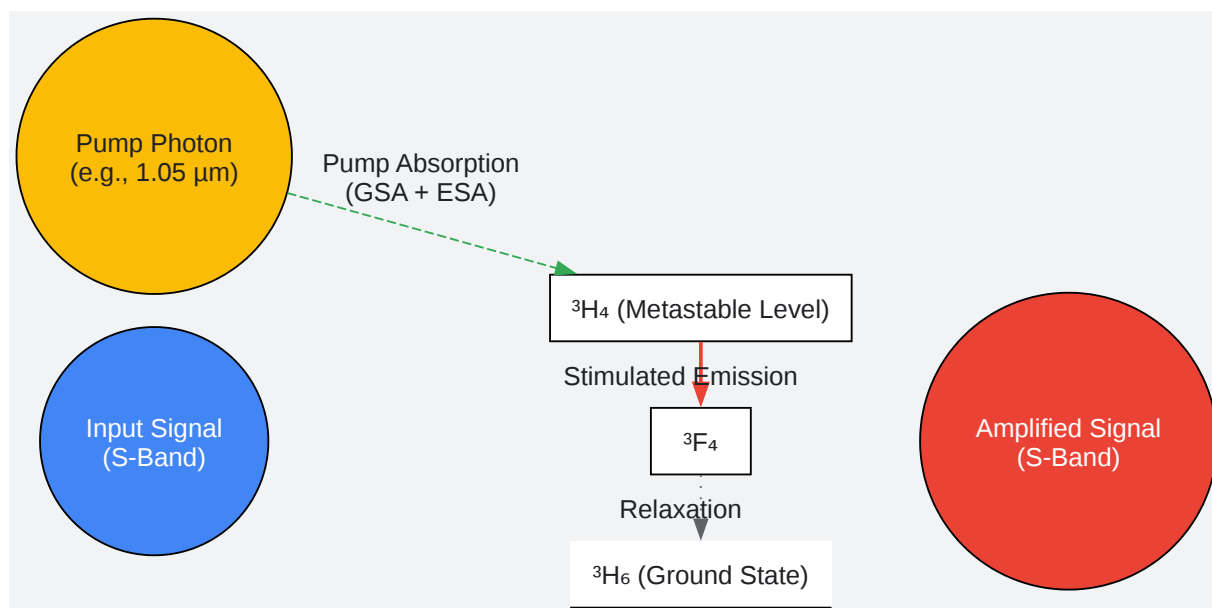 Pump Photon
(e.g., 1.05 µm)
Pump Absorption
(GSA + ESA)
³H₄ (Metastable Level)
Stimulated Emission
Input Signal
(S-Band)
³F₄
Amplified Signal
(S-Band)
Relaxation
³H₆ (Ground State)